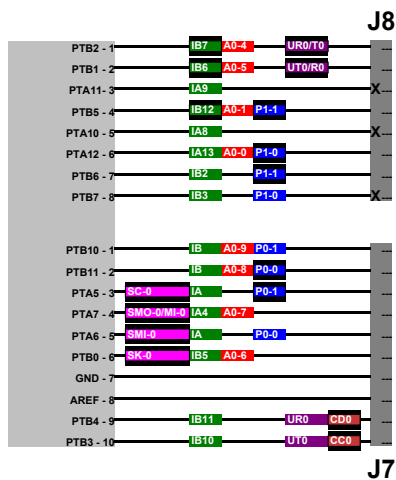 J8
PTB2 - 1 IB7 A0-4 UR0/T0 ---
PTB1 - 2 IB6 A0-5 UT0/R0 ---
PTA11- 3 IA9 X---
PTB5 - 4 IB12 A0-1 P1-1 ---
PTA10 - 5 IA8 X---
PTA12 - 6 IA13 A0-0 P1-0 ---
PTB6 - 7 IB2 P1-1 ---
PTB7 - 8 IB3 P1-0 X---
PTB10 - 1 IB A0-9 P0-1 ---
PTB11 - 2 IB A0-8 P0-0 ---
PTA5 - 3 SC-0 IA P0-1 ---
PTA7 - 4 SMO-0/MI-0 IA4 A0-7 ---
PTA6 - 5 SMI-0 IA P0-0 ---
PTB0 - 6 SK-0 IB5 A0-6 ---
GND - 7 ---
AREF - 8 ---
PTB4 - 9 IB11 UR0 CD0 ---
PTB3 - 10 IB10 UT0 CC0 ---
J7